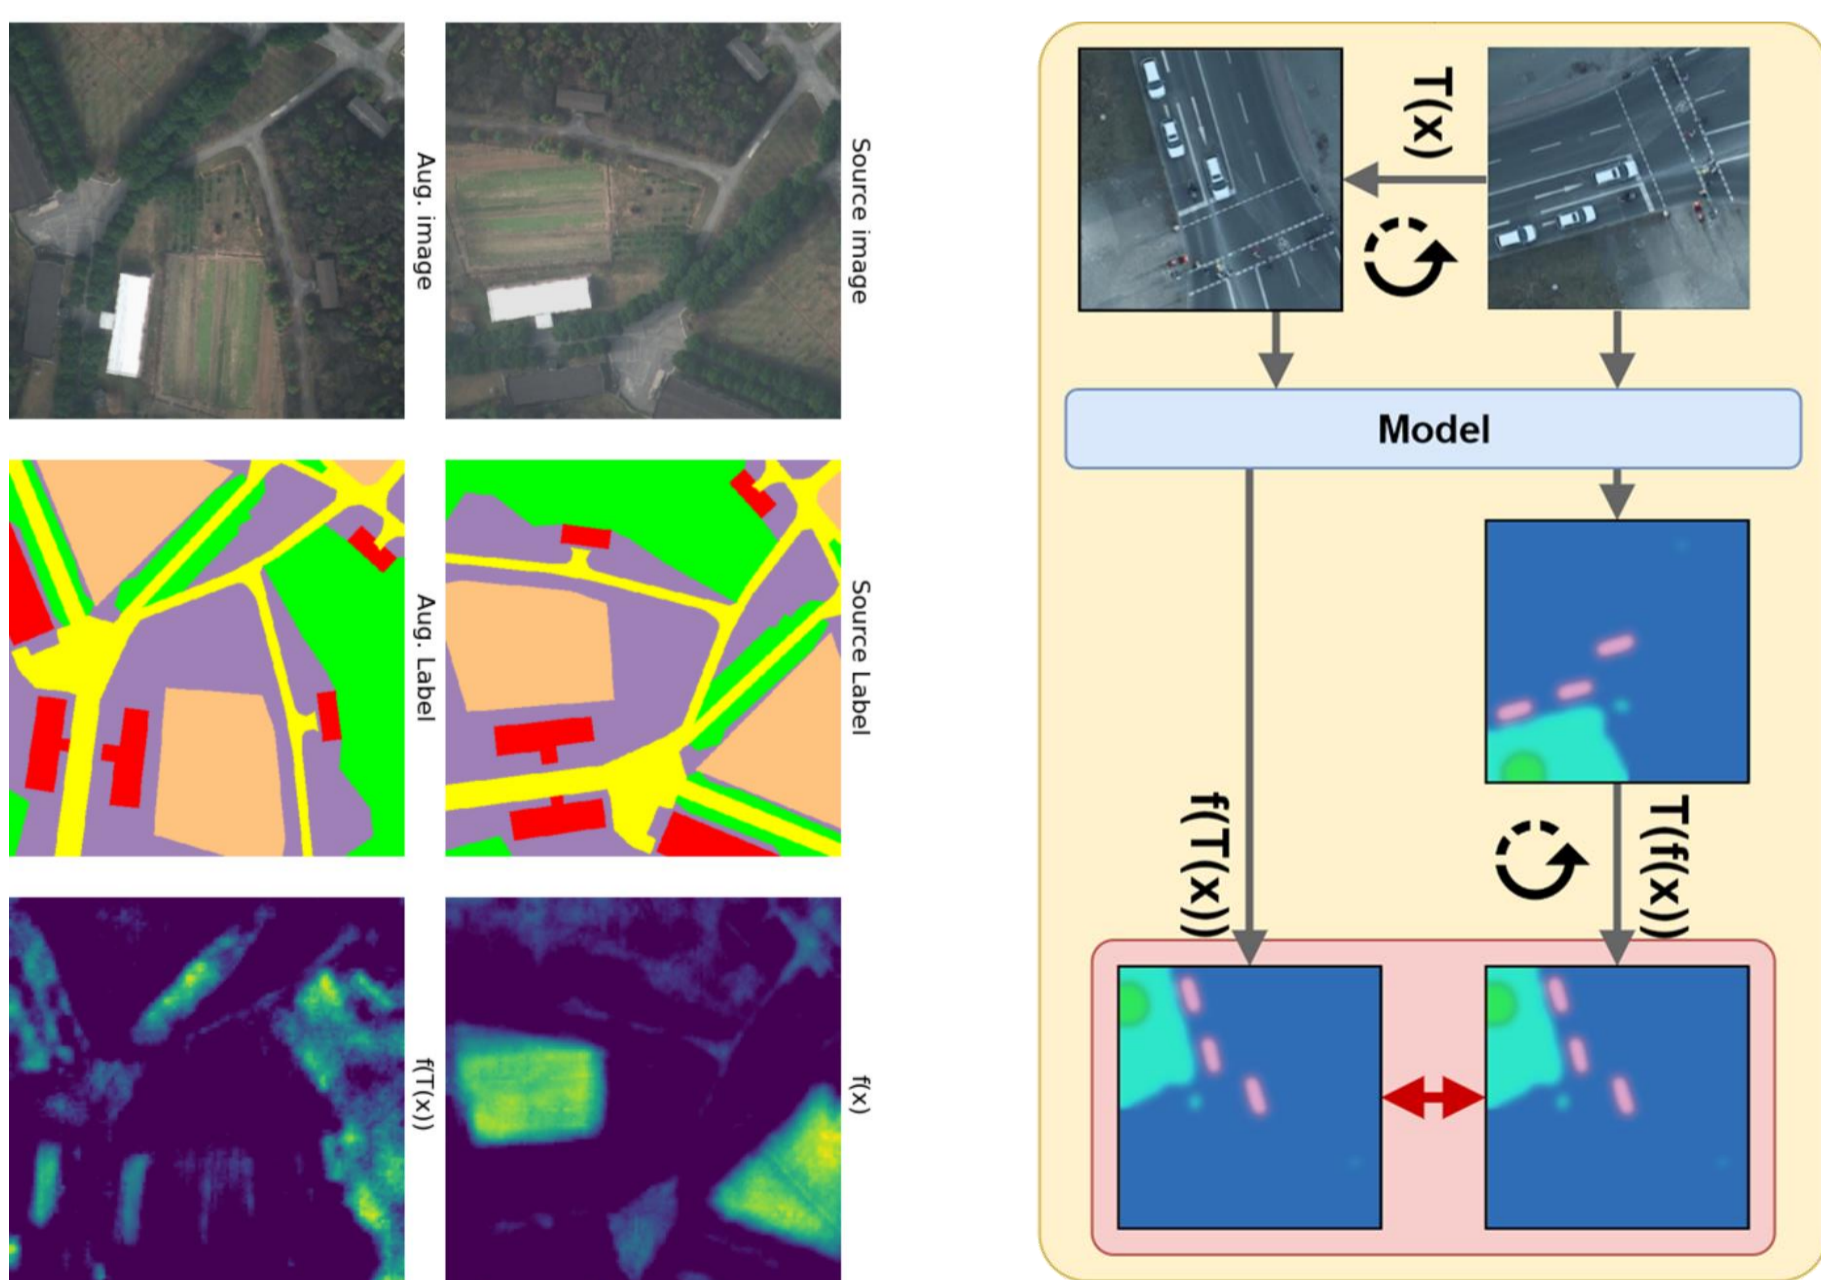 Source image
Aug. image
Source Label
Aug. Label
f(x)
f(T(x))
T(x)
Model
T(f(x))
f(T(x))